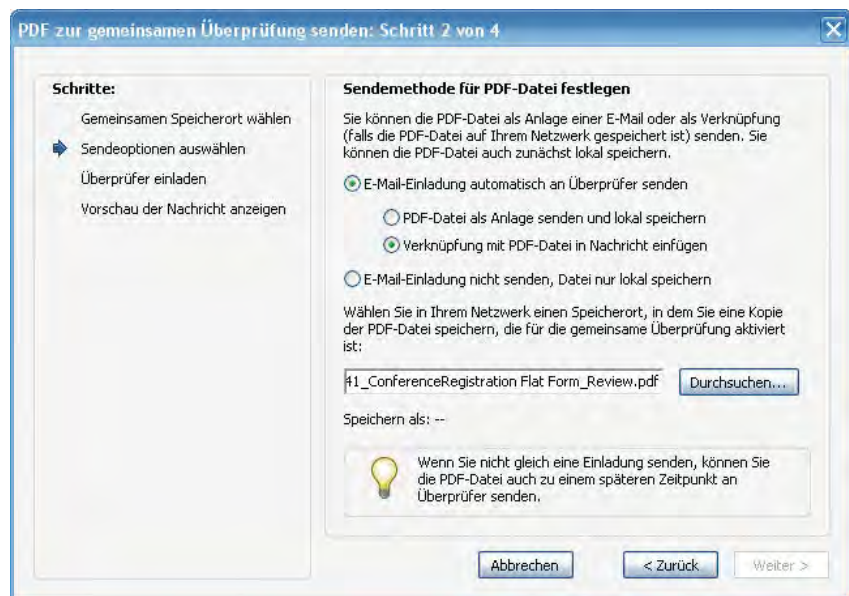 PDF zur gemeinsamen Überprüfung senden: Schritt 2 von 4
Schritte:
Gemeinsamen Speicherort wählen
Sendeoptionen auswählen
Überprüfer einladen
Vorschau der Nachricht anzeigen
Sendemethode für PDF-Datei festlegen
Sie können die PDF-Datei als Anlage einer E-Mail oder als Verknüpfung
(falls die PDF-Datei auf Ihrem Netzwerk gespeichert ist) senden. Sie
können die PDF-Datei auch zunächst lokal speichern.
E-Mail-Einladung automatisch an Überprüfer senden
PDF-Datei als Anlage senden und lokal speichern
Verknüpfung mit PDF-Datei in Nachricht einfügen
E-Mail-Einladung nicht senden, Datei nur lokal speichern
Wählen Sie in Ihrem Netzwerk einen Speicherort, in dem Sie eine Kopie
der PDF-Datei speichern, die für die gemeinsame Überprüfung aktiviert
ist:
41_ConferenceRegistration Flat Form_Review.pdf
Durchsuchen...
Speichern als: --
Wenn Sie nicht gleich eine Einladung senden, können Sie
die PDF-Datei auch zu einem späteren Zeitpunkt an
Überprüfer senden.
Abbrechen
< Zurück
Weiter >